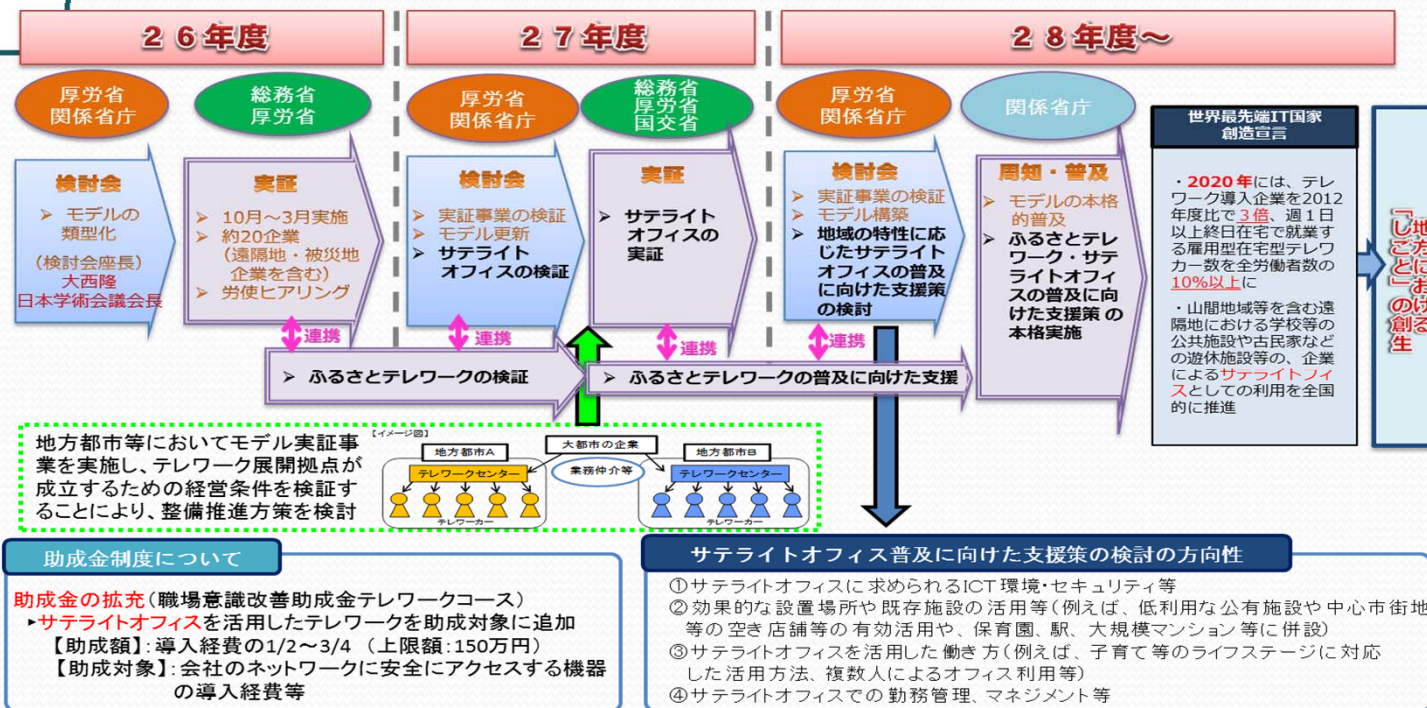 ２６年度
２７年度
２８年度～
厚労省
関係省庁
総務省
厚労省
厚労省
関係省庁
総務省
厚労省
国交省
厚労省
関係省庁
関係省庁
検討会
➢ モデルの
類型化
(検討会座長)
大西隆
日本学術会議会長
実証
➢ 10月～3月実施
➢ 約20企業
(遠隔地・被災地
企業を含む)
➢ 労使ヒアリング
検討会
➢ 実証事業の検証
➢ モデル更新
➢ サテライト
オフィスの検証
実証
➢ サテライト
オフィスの
実証
検討会
➢ 実証事業の検証
➢ モデル構築
➢ 地域の特性に応
じたサテライト
オフィスの普及
に向けた支援策
の検討
周知・普及
➢ モデルの本格
的普及
➢ ふるさとテレ
ワーク・サテ
ライトオフィ
スの普及に向
けた支援策 の
本格実施
世界最先端IT国家
創造宣言
・2020年には、テレ
ワーク導入企業を2012
年度比で３倍、週１日
以上終日在宅で就業す
る雇用型在宅型テレワ
カー数を全労働者数の
10%以上に
・山間地域等を含む遠
隔地における学校等の
公共施設や古民家など
の遊休施設等の、企業
によるサテライトフィ
スとしての利用を全国
的に推進
地方における
「しごと」の創生
連携
連携
連携
連携
➢ ふるさとテレワークの検証
➢ ふるさとテレワークの普及に向けた支援
地方都市等においてモデル実証事
業を実施し、テレワーク展開拠点が
成立するための経営条件を検証す
ることにより、整備推進方策を検討
【イメージ図】
地方都市A
大都市の企業
地方都市B
テレワークセンター
業務仲介等
テレワークセンター
テレワーカー
テレワーカー
助成金制度について
助成金の拡充(職場意識改善助成金テレワークコース)
▸サテライトオフィスを活用したテレワークを助成対象に追加
【助成額】：導入経費の1/2～3/4 (上限額：150万円)
【助成対象】：会社のネットワークに安全にアクセスする機器
の導入経費等
サテライトオフィス普及に向けた支援策の検討の方向性
①サテライトオフィスに求められるICT環境・セキュリティ等
②効果的な設置場所や既存施設の活用等(例えば、低利用な公有施設や中心市街地
等の空き店舗等の有効活用や、保育園、駅、大規模マンション等に併設)
③サテライトオフィスを活用した働き方(例えば、子育て等のライフステージに対応
した活用方法、複数人によるオフィス利用等)
④サテライトオフィスでの勤務管理、マネジメント等